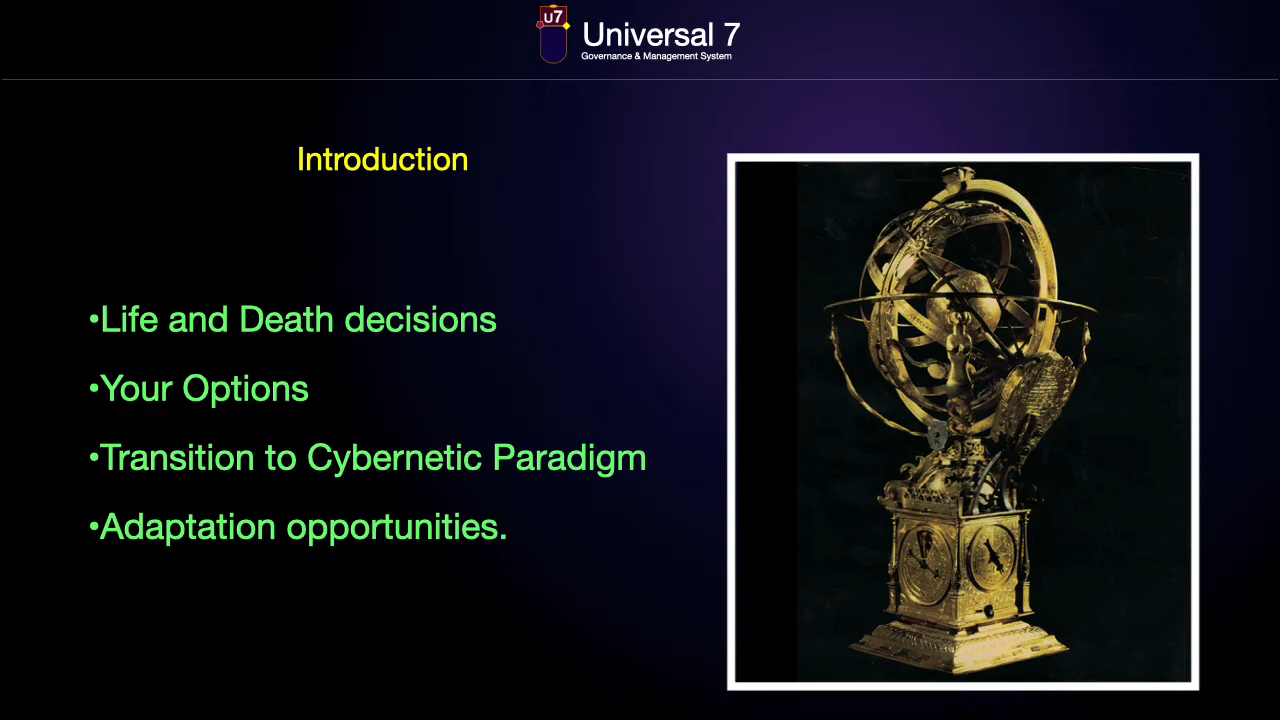 U7
Universal 7
Governance & Management System
Introduction
•Life and Death decisions
•Your Options
•Transition to Cybernetic Paradigm
•Adaptation opportunities.